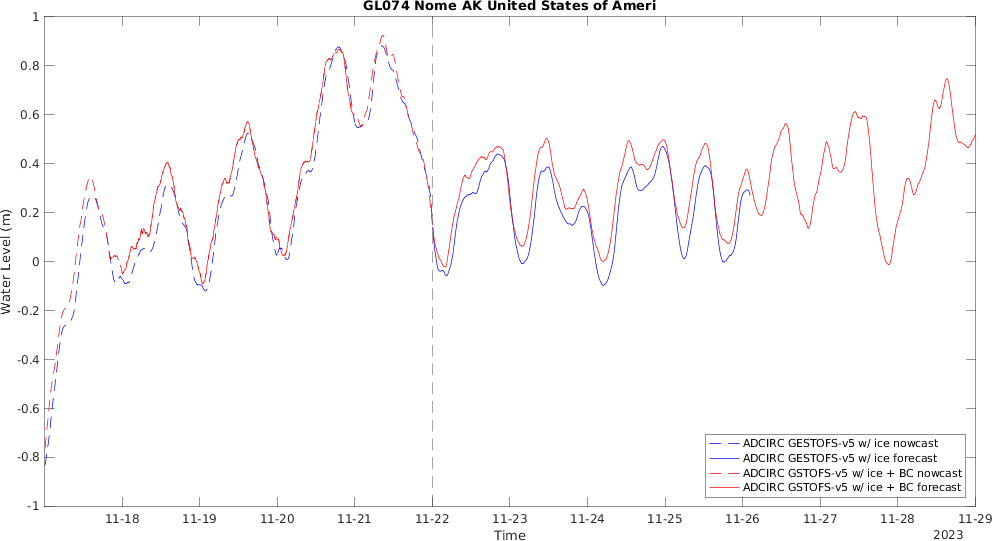 GL074 Nome AK United States of Ameri
1
0.8
0.6
0.4
0.2
0
-0.2
-0.4
-0.6
-0.8
-1
Water Level (m)
11-18 11-19 11-20 11-21 11-22 11-23 11-24 11-25 11-26 11-27 11-28 11-29
Time
2023
ADCIRC GESTOFS-v5 w/ ice nowcast
ADCIRC GESTOFS-v5 w/ ice forecast
ADCIRC GSTOFS-v5 w/ ice + BC nowcast
ADCIRC GSTOFS-v5 w/ ice + BC forecast